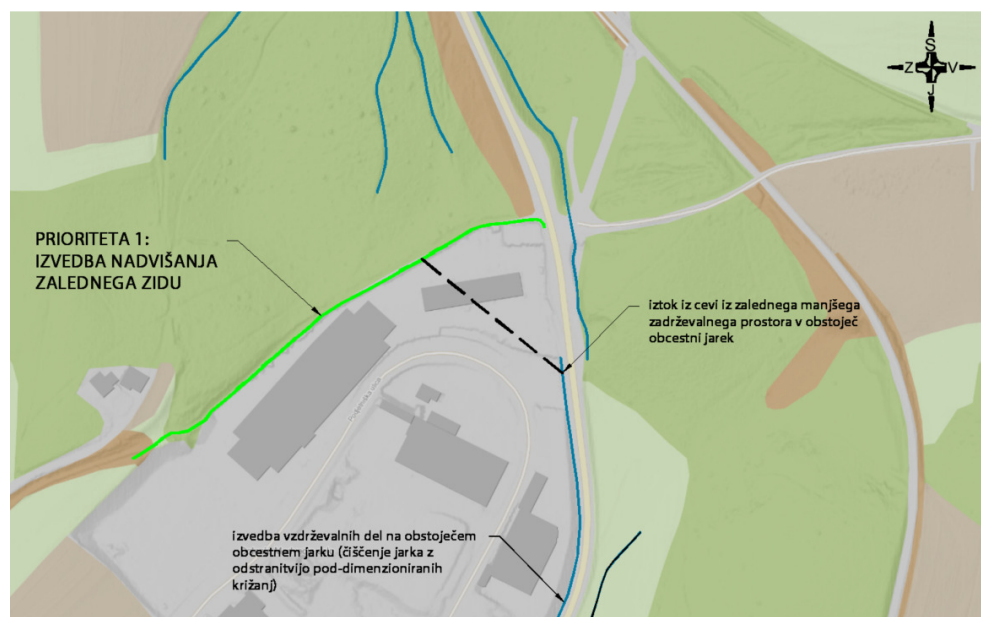 S
Z V
J
PRIORITETA 1:
IZVEDBA NADVIŠANJA
ZALEDNEGA ZIDU
iztok iz cevi iz zalednega manjšega
zadrževalnega prostora v obstoječ
obcestni jarek
izvedba vzdrževalnih del na obstoječem
obcestnem jarku (čiščenje jarka z
odstranitvijo pod-dimenzioniranih
križanj)